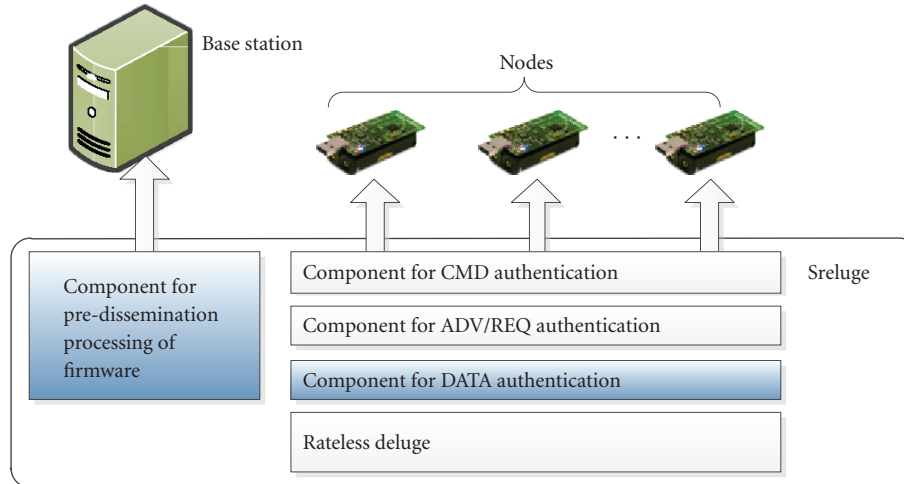 Base station
Nodes
. . .
Component for
pre-dissemination
processing of
firmware
Component for CMD authentication
Sreluge
Component for ADV/REQ authentication
Component for DATA authentication
Rateless deluge